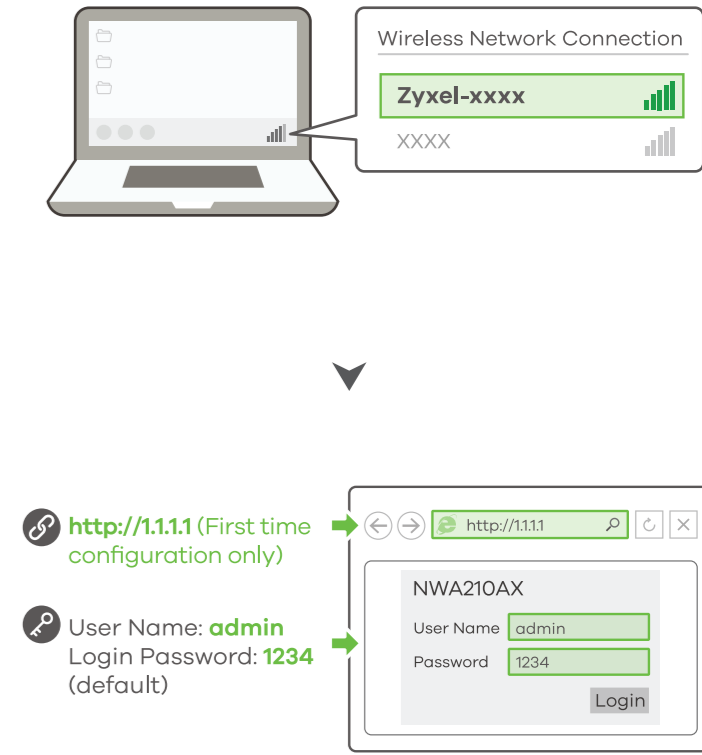 Wireless Network Connection
Zyxel-xxxx
XXXX
http://1.1.1.1 (First time
configuration only)
http://1.1.1.1
NWA210AX
User Name: admin
Login Password: 1234
(default)
User Name admin
Password 1234
Login